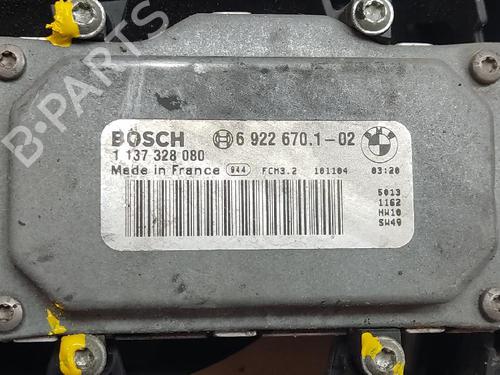 BOSCH 6 922 670.1-02
1 137 328 080
Made in France 944 FCM3.2 101104 03:20
5013
1162
HW10
SW49
B-PARTS